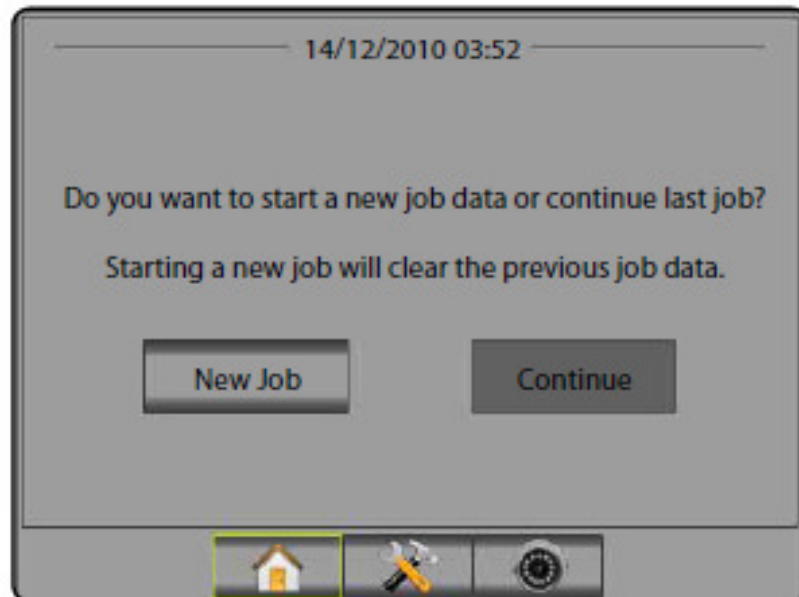 14/12/2010 03:52
Do you want to start a new job data or continue last job?
Starting a new job will clear the previous job data.
New Job
Continue